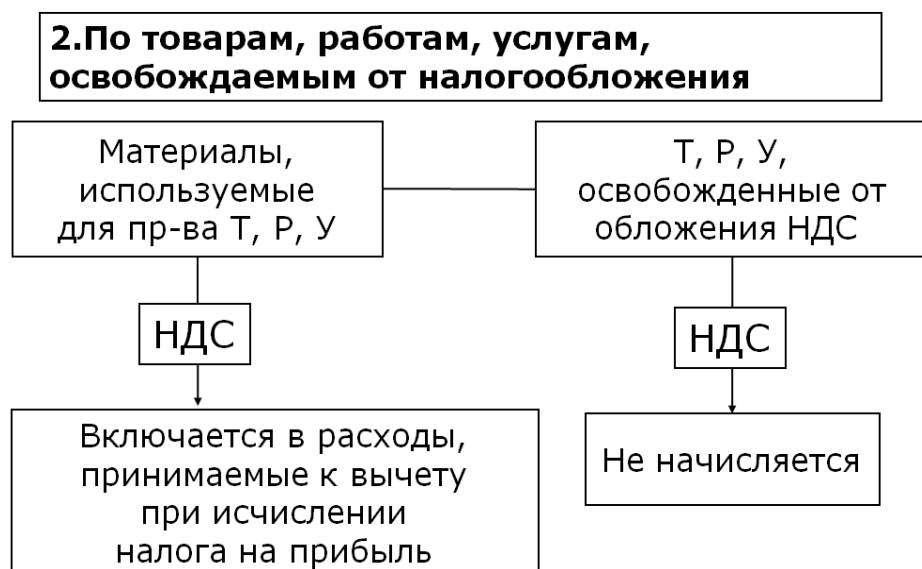 2.По товарам, работам, услугам,
освобождаемым от налогообложения
Материалы,
используемые
для пр-ва Т, Р, У
Т, Р, У,
освобожденные от
обложения НДС
НДС
НДС
Включается в расходы,
принимаемые к вычету
при исчислении
налога на прибыль
Не начисляется